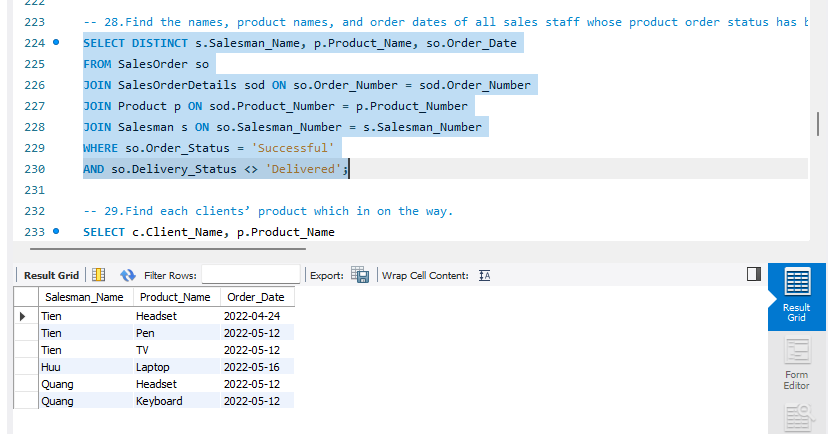 222
223 -- 28.Find the names, product names, and order dates of all sales staff whose product order status has b
224 SELECT DISTINCT s.Salesman_Name, p.Product_Name, so.Order_Date
225 FROM SalesOrder so
226 JOIN SalesOrderDetails sod ON so.Order_Number = sod.Order_Number
227 JOIN Product p ON sod.Product_Number = p.Product_Number
228 JOIN Salesman s ON so.Salesman_Number = s.Salesman_Number
229 WHERE so.Order_Status = 'Successful'
230 AND so.Delivery_Status <> 'Delivered';
231
232 -- 29.Find each clients’ product which in on the way.
233 SELECT c.Client_Name, p.Product_Name
Result Grid Filter Rows: Export: Wrap Cell Content: IA
Salesman_Name Product_Name Order_Date
Tien Headset 2022-04-24
Tien Pen 2022-05-12
Tien TV 2022-05-12
Huu Laptop 2022-05-16
Quang Headset 2022-05-12
Quang Keyboard 2022-05-12
Result
Grid
Form
Editor